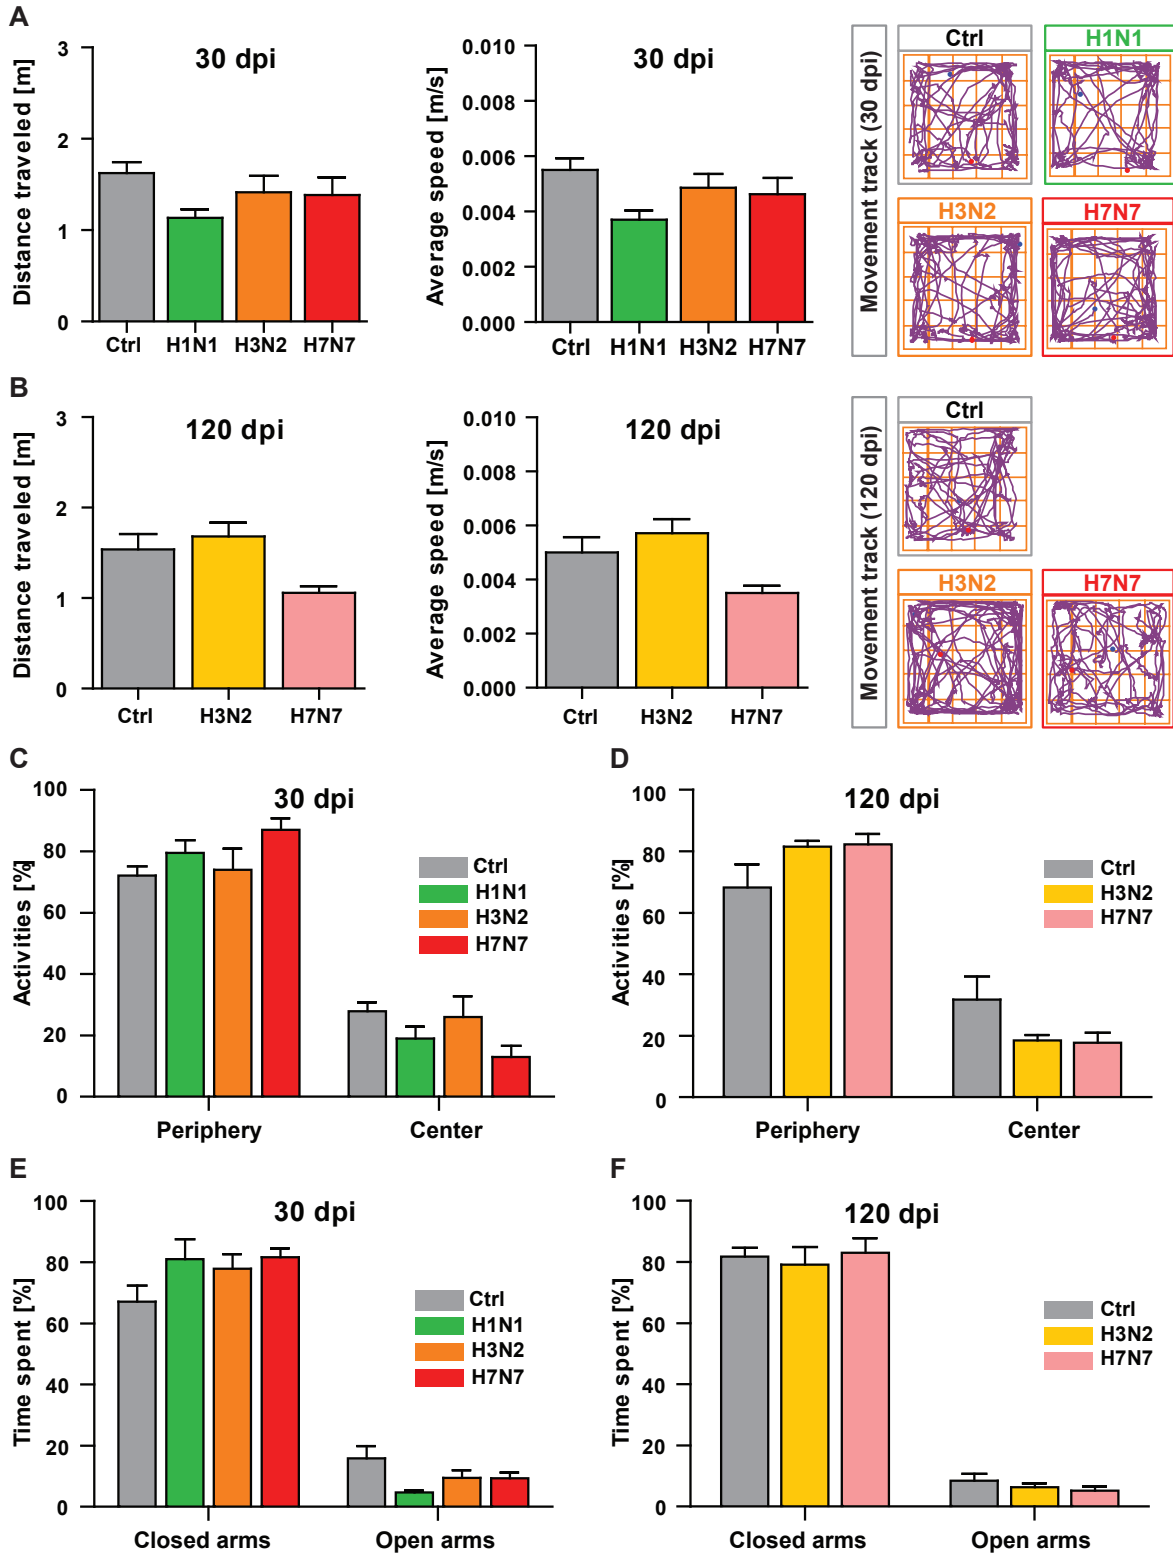 A
30 dpi
Distance traveled [m]
3
2
1
0
Ctrl
H1N1
H3N2
H7N7
30 dpi
Average speed [m/s]
0.010
0.008
0.006
0.004
0.002
0.000
Ctrl
H1N1
H3N2
H7N7
Movement track (30 dpi)
Ctrl
H1N1
H3N2
H7N7
B
120 dpi
Distance traveled [m]
3
2
1
0
Ctrl
H3N2
H7N7
120 dpi
Average speed [m/s]
0.010
0.008
0.006
0.004
0.002
0.000
Ctrl
H3N2
H7N7
Movement track (120 dpi)
Ctrl
H3N2
H7N7
C
30 dpi
Activities [%]
100
80
60
40
20
0
Ctrl
H1N1
H3N2
H7N7
Periphery
Center
D
120 dpi
Activities [%]
100
80
60
40
20
0
Ctrl
H3N2
H7N7
Periphery
Center
E
30 dpi
Time spent [%]
100
80
60
40
20
0
Ctrl
H1N1
H3N2
H7N7
Closed arms
Open arms
F
120 dpi
Time spent [%]
100
80
60
40
20
0
Ctrl
H3N2
H7N7
Closed arms
Open arms